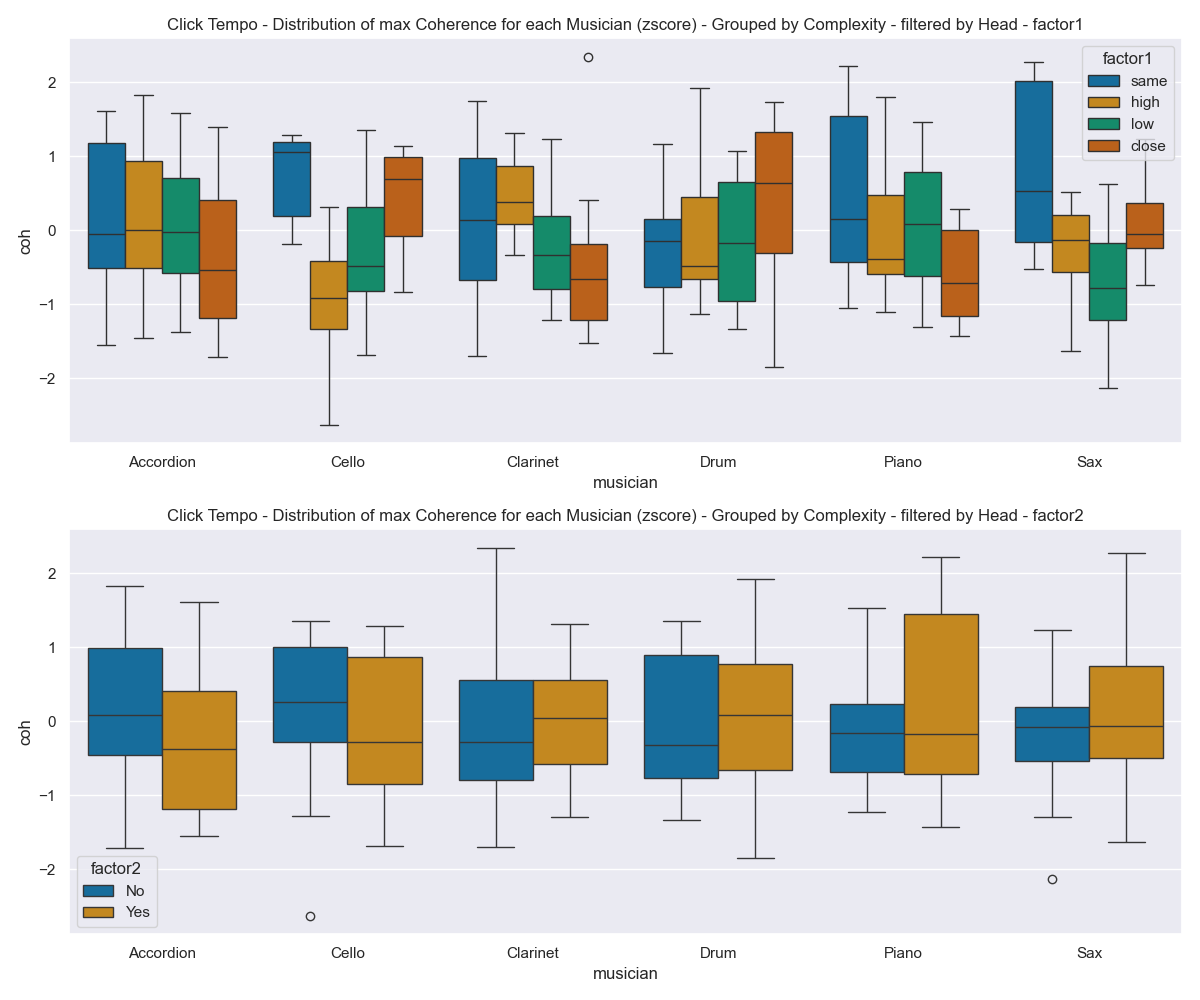 Click Tempo - Distribution of max Coherence for each Musician (zscore) - Grouped by Complexity - filtered by Head - factor1
factor1
same
high
low
close
2
1
0
−1
−2
coh
Accordion Cello Clarinet Drum Piano Sax
musician
Click Tempo - Distribution of max Coherence for each Musician (zscore) - Grouped by Complexity - filtered by Head - factor2
2
1
0
−1
−2
coh
factor2
No
Yes
Accordion Cello Clarinet Drum Piano Sax
musician